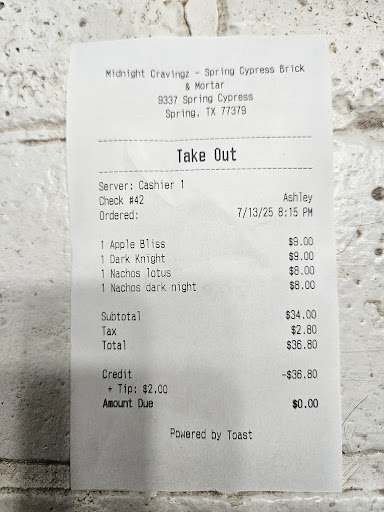 Midnight Cravingz - Spring Cypress Brick
& Mortar
9337 Spring Cypress
Spring, TX 77379
Take Out
Server: Cashier 1
Check #42 Ashley
Ordered: 7/13/25 8:15 PM
1 Apple Bliss $9.00
1 Dark Knight $9.00
1 Nachos lotus $8.00
1 Nachos dark night $8.00
Subtotal $34.00
Tax $2.80
Total $36.80
Credit -$36.80
+ Tip: $2.00
Amount Due $0.00
Powered by Toast